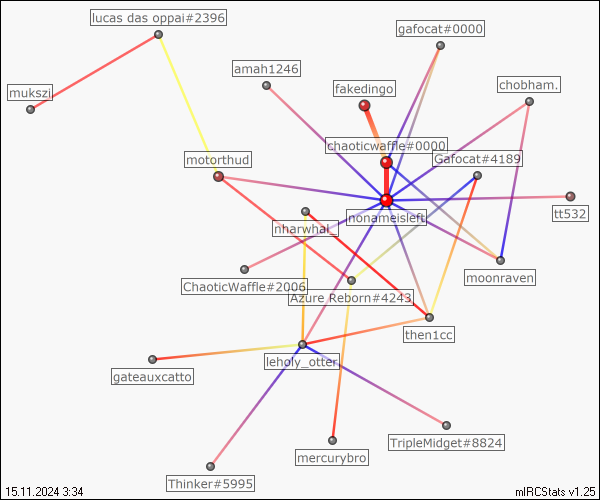 lucas das oppai#2396
gafocat#0000
amah1246
fakedingo
chobham.
mukszi
chaoticwaffle#0000
motorthud
Gafocat#4189
nonameisleft
tt532
nharwhal_
moonraven
ChaoticWaffle#2006
Azure Reborn#4243
then1cc
leholy_otter
gateauxcatto
TripleMidget#8824
mercurybro
Thinker#5995
15.11.2024 3:34
mIRCStats v1.25